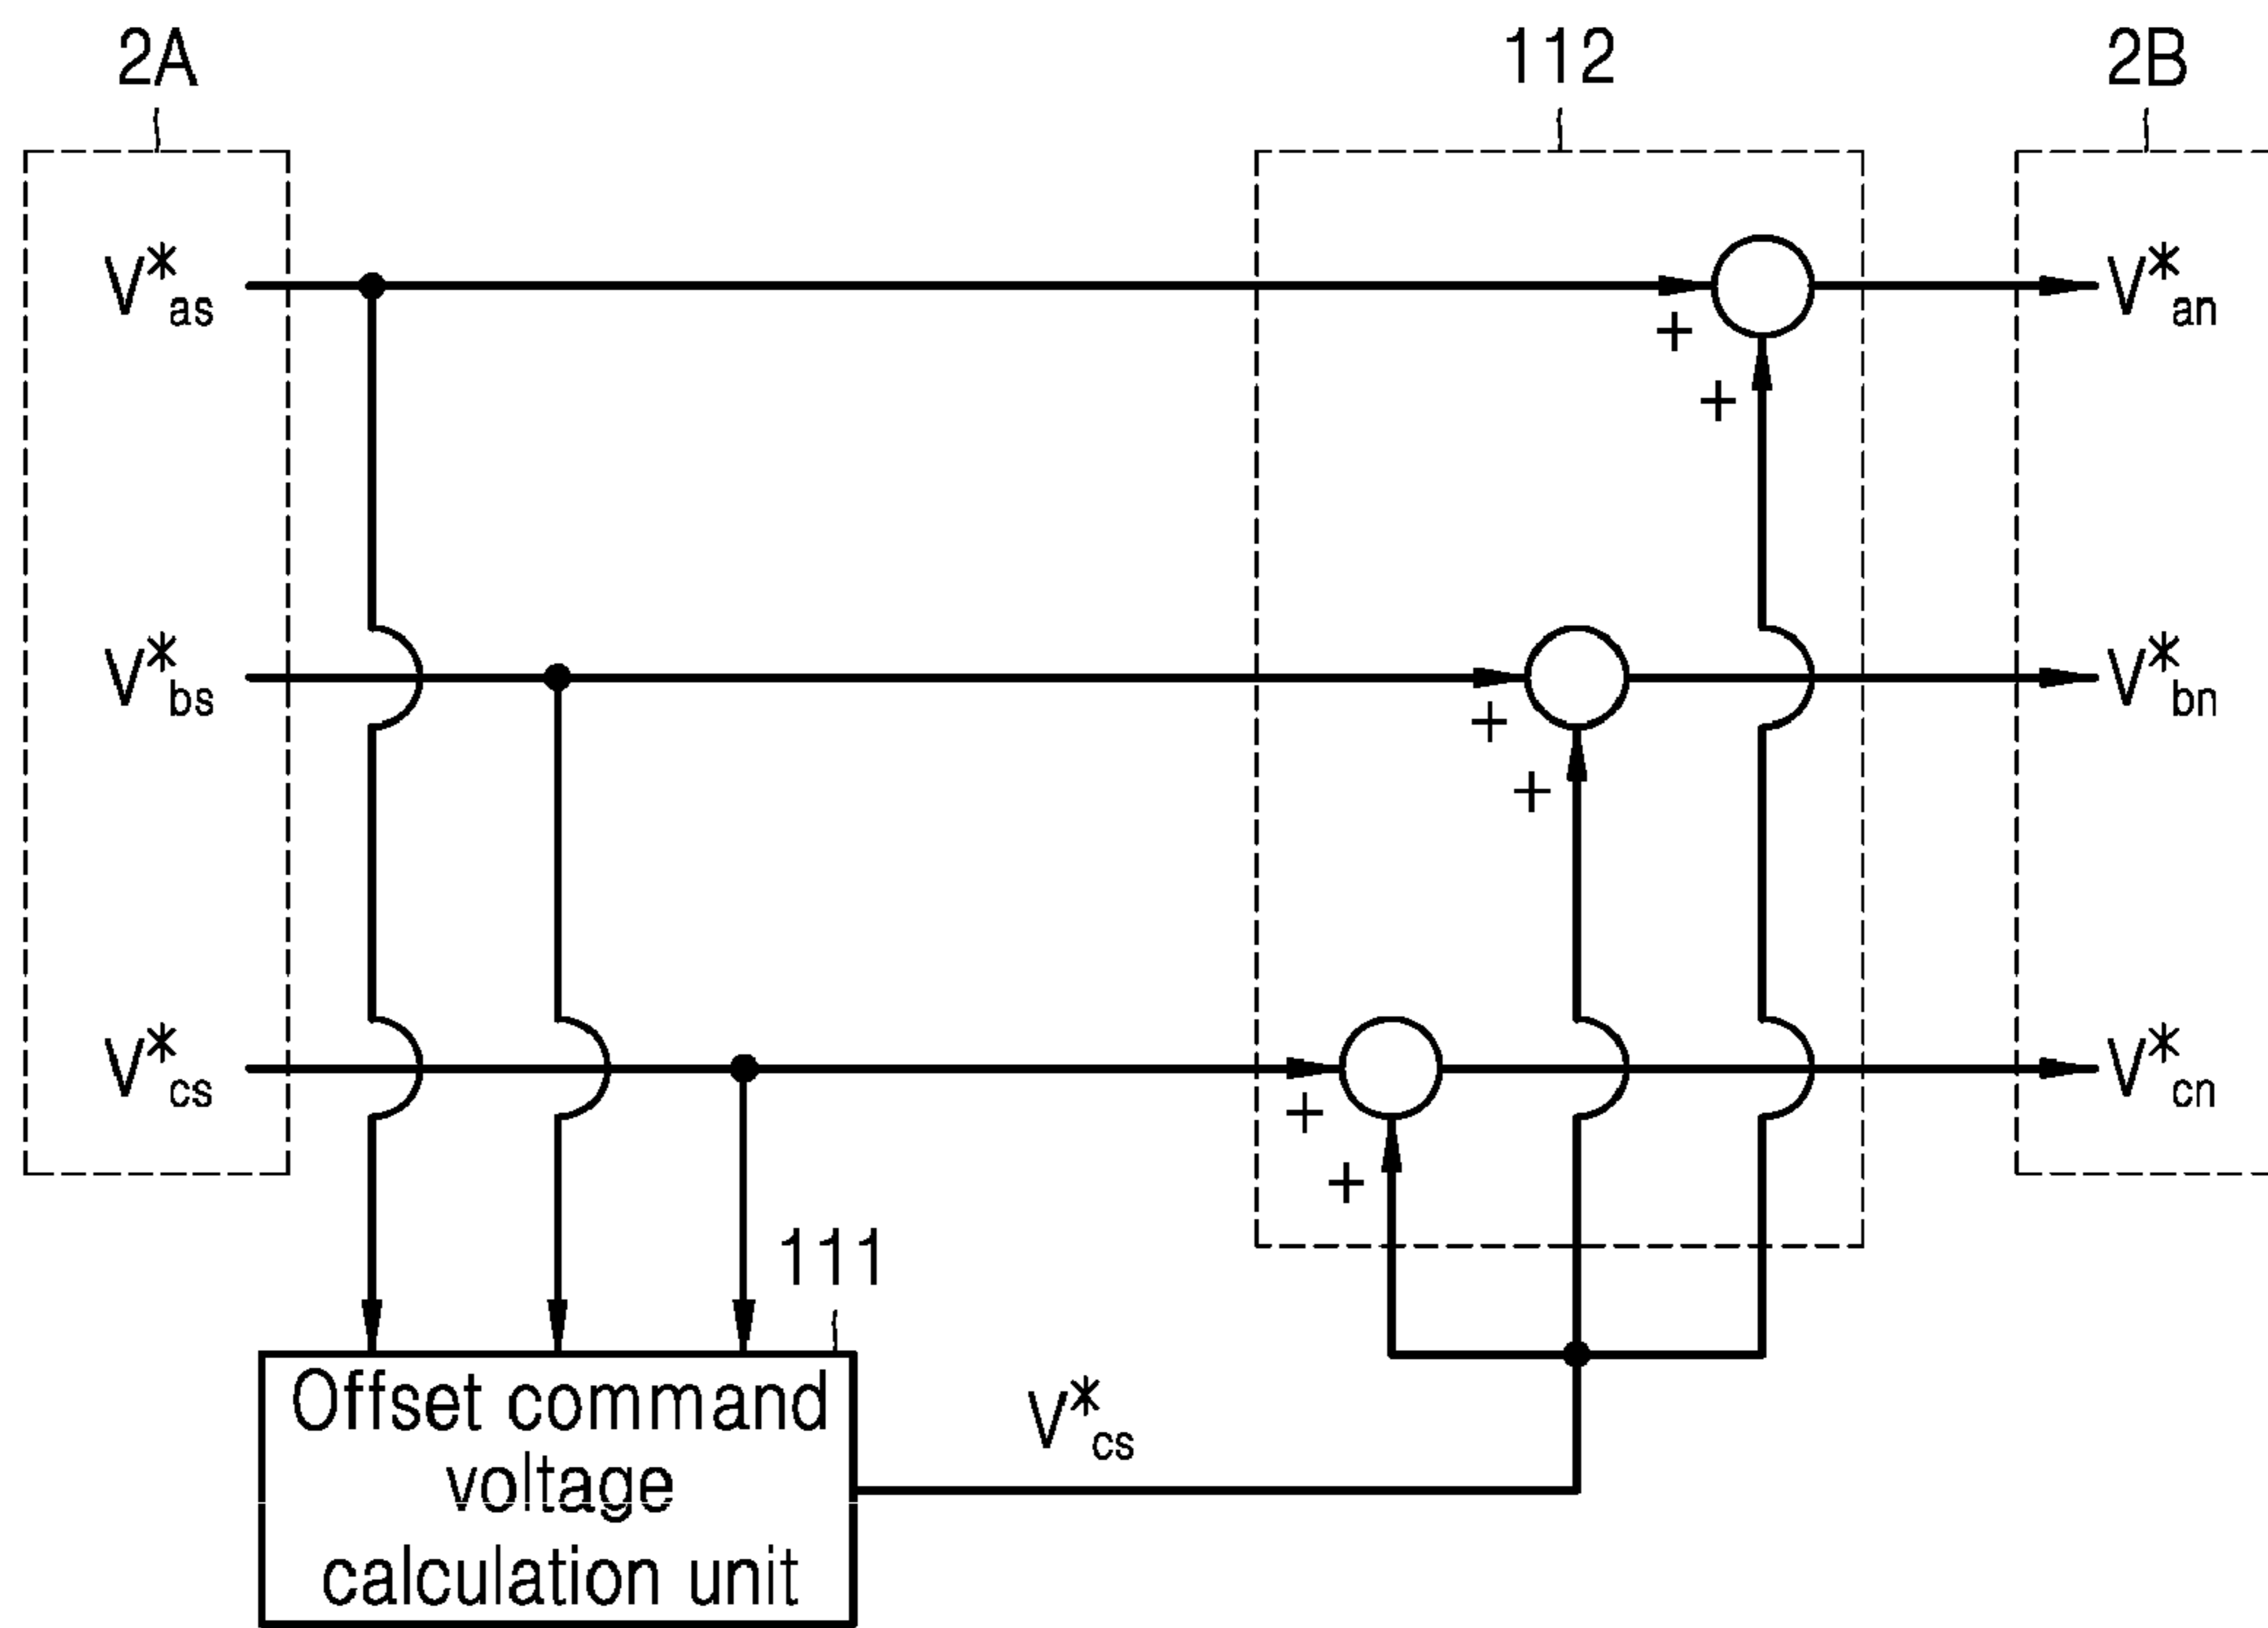 2A
112
2B
V*as
V*an
+
+
V*bs
V*bn
+
+
V*cs
V*cn
+
+
111
Offset command
voltage
calculation unit
V*cs